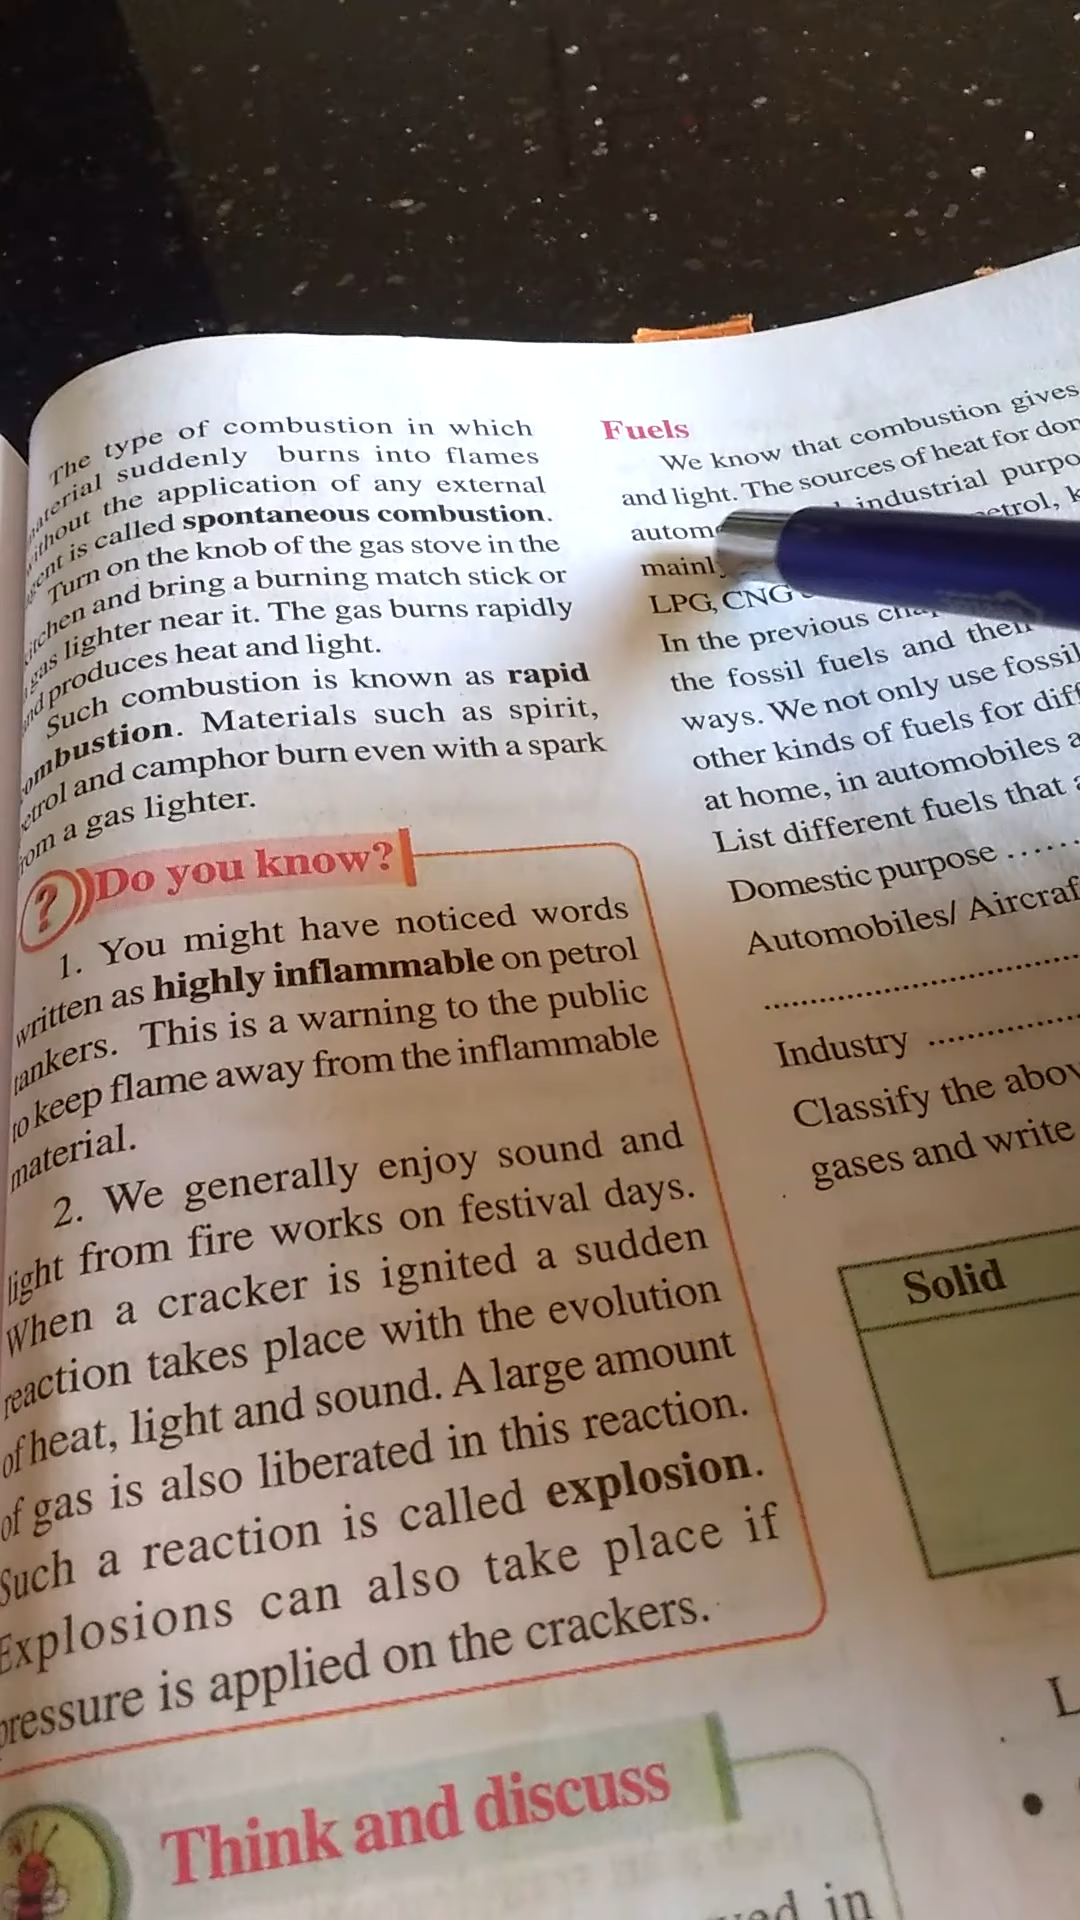 The type of combustion in which
material suddenly burns into flames
without the application of any external
agent is called spontaneous combustion.
Turn on the knob of the gas stove in the
kitchen and bring a burning match stick or
a gas lighter near it. The gas burns rapidly
and produces heat and light.
Such combustion is known as rapid
combustion. Materials such as spirit,
petrol and camphor burn even with a spark
from a gas lighter.
? Do you know?
1. You might have noticed words
written as highly inflammable on petrol
tankers. This is a warning to the public
to keep flame away from the inflammable
material.
2. We generally enjoy sound and
light from fire works on festival days.
When a cracker is ignited a sudden
reaction takes place with the evolution
of heat, light and sound. A large amount
of gas is also liberated in this reaction.
Such a reaction is called explosion.
Explosions can also take place if
pressure is applied on the crackers.
Think and discuss
in
Fuels
We know that combustion gives
and light. The sources of heat for
industrial
LPG, CNG
In the previous
the fossil fuels and their
ways. We not only use fossil
other kinds of fuels for
at home, in automobiles
List different fuels that
Domestic purpose ......
Automobiles/
....................
Industry ..............
Classify the
gases and write
Solid